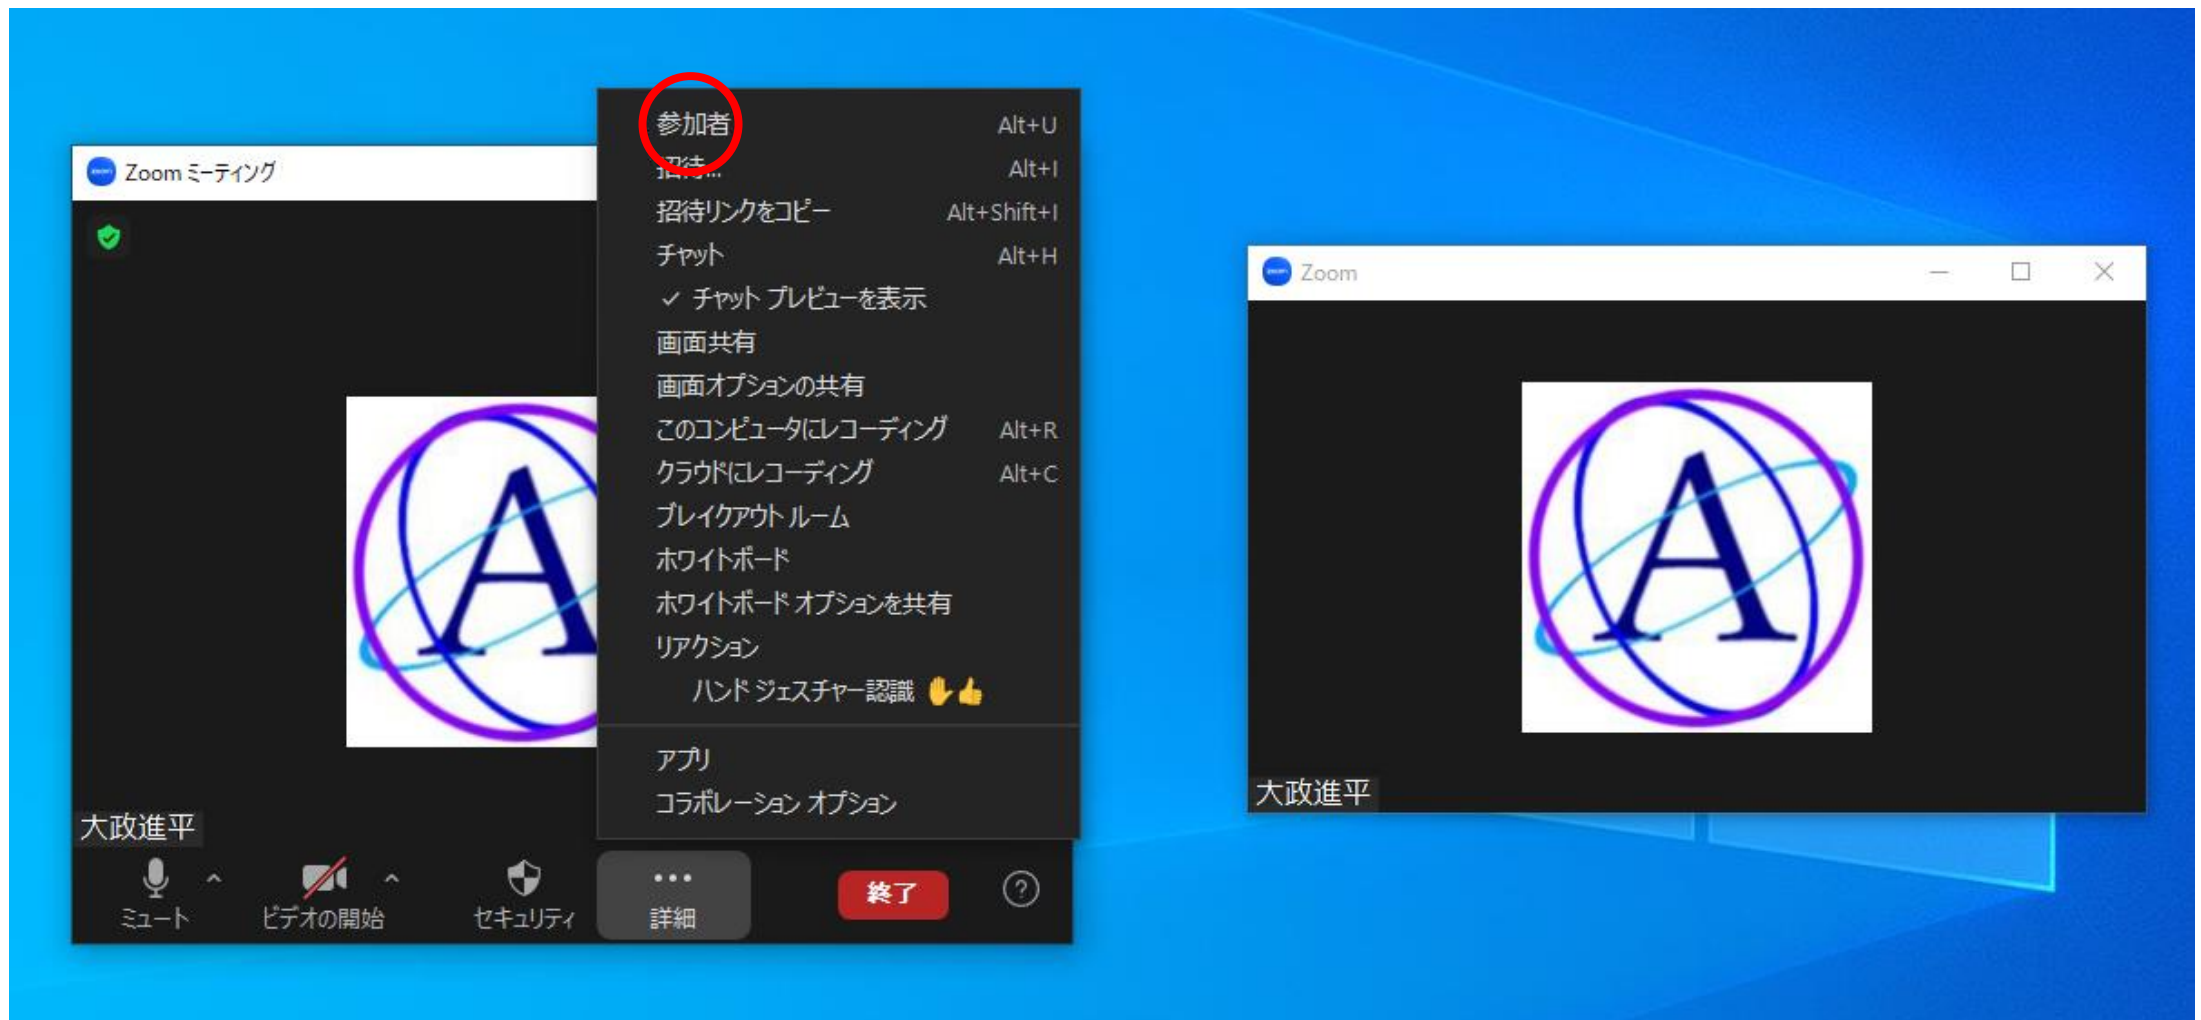 Zoom ミーティング
参加者 Alt+U
招待... Alt+I
招待リンクをコピー Alt+Shift+I
チャット Alt+H
✓ チャット プレビューを表示
画面共有
画面オプションの共有
このコンピュータにレコーディング Alt+R
クラウドにレコーディング Alt+C
ブレイクアウト ルーム
ホワイトボード
ホワイトボード オプションを共有
リアクション
ハンド ジェスチャー認識 ✋👍
アプリ
コラボレーション オプション
A
大政進平
ミュート
ビデオの開始
セキュリティ
詳細
終了
?
Zoom
A
大政進平